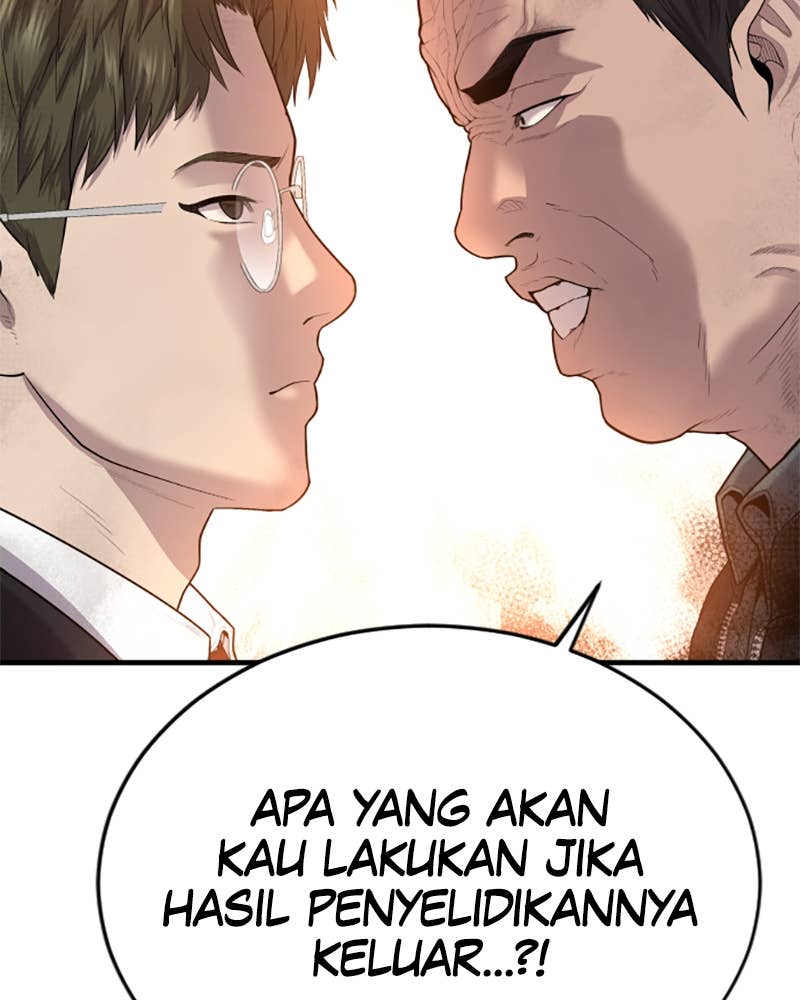 APA YANG AKAN
KAU LAKUKAN JIKA
HASIL PENYELIDIKANNYA
KELUAR...?!